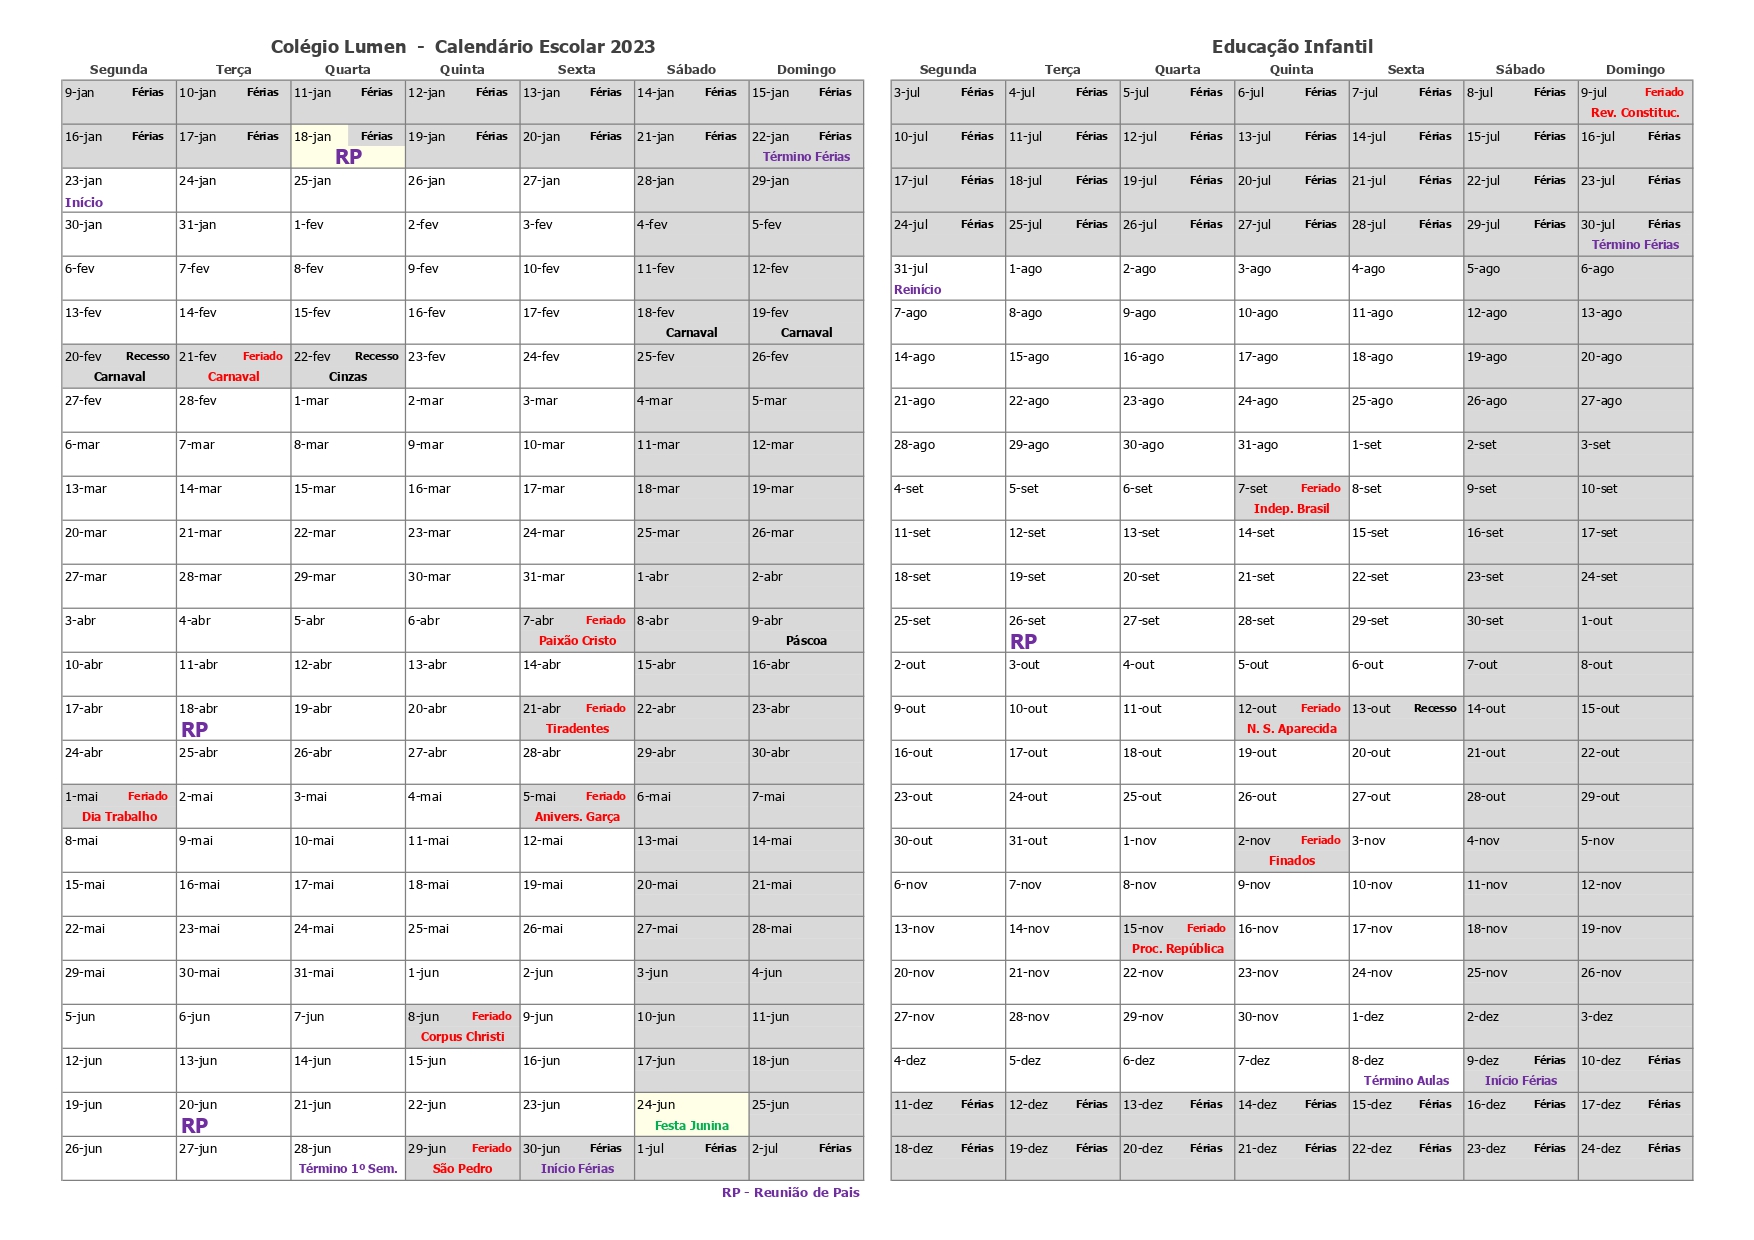 Colégio Lumen - Calendário Escolar 2023
Segunda Terça Quarta Quinta Sexta Sábado Domingo
9-jan Férias 10-jan Férias 11-jan Férias 12-jan Férias 13-jan Férias 14-jan Férias 15-jan Férias
16-jan Férias 17-jan Férias 18-jan Férias 19-jan Férias 20-jan Férias 21-jan Férias 22-jan Férias
RP Término Férias
23-jan 24-jan 25-jan 26-jan 27-jan 28-jan 29-jan
Início
30-jan 31-jan 1-fev 2-fev 3-fev 4-fev 5-fev
6-fev 7-fev 8-fev 9-fev 10-fev 11-fev 12-fev
13-fev 14-fev 15-fev 16-fev 17-fev 18-fev 19-fev
Carnaval Carnaval
20-fev Recesso 21-fev Feriado 22-fev Recesso 23-fev 24-fev 25-fev 26-fev
Carnaval Carnaval Cinzas
27-fev 28-fev 1-mar 2-mar 3-mar 4-mar 5-mar
6-mar 7-mar 8-mar 9-mar 10-mar 11-mar 12-mar
13-mar 14-mar 15-mar 16-mar 17-mar 18-mar 19-mar
20-mar 21-mar 22-mar 23-mar 24-mar 25-mar 26-mar
27-mar 28-mar 29-mar 30-mar 31-mar 1-abr 2-abr
3-abr 4-abr 5-abr 6-abr 7-abr Feriado 8-abr 9-abr
Paixão Cristo Páscoa
10-abr 11-abr 12-abr 13-abr 14-abr 15-abr 16-abr
17-abr 18-abr 19-abr 20-abr 21-abr Feriado 22-abr 23-abr
RP Tiradentes
24-abr 25-abr 26-abr 27-abr 28-abr 29-abr 30-abr
1-mai Feriado 2-mai 3-mai 4-mai 5-mai Feriado 6-mai 7-mai
Dia Trabalho Anivers. Garça
8-mai 9-mai 10-mai 11-mai 12-mai 13-mai 14-mai
15-mai 16-mai 17-mai 18-mai 19-mai 20-mai 21-mai
22-mai 23-mai 24-mai 25-mai 26-mai 27-mai 28-mai
29-mai 30-mai 31-mai 1-jun 2-jun 3-jun 4-jun
5-jun 6-jun 7-jun 8-jun Feriado 9-jun 10-jun 11-jun
Corpus Christi
12-jun 13-jun 14-jun 15-jun 16-jun 17-jun 18-jun
19-jun 20-jun 21-jun 22-jun 23-jun 24-jun 25-jun
RP Festa Junina
26-jun 27-jun 28-jun 29-jun Feriado 30-jun Férias 1-jul Férias 2-jul Férias
Término 1º Sem. São Pedro Início Férias
RP - Reunião de Pais
Educação Infantil
Segunda Terça Quarta Quinta Sexta Sábado Domingo
3-jul Férias 4-jul Férias 5-jul Férias 6-jul Férias 7-jul Férias 8-jul Férias 9-jul Feriado
Rev. Constituc.
10-jul Férias 11-jul Férias 12-jul Férias 13-jul Férias 14-jul Férias 15-jul Férias 16-jul Férias
17-jul Férias 18-jul Férias 19-jul Férias 20-jul Férias 21-jul Férias 22-jul Férias 23-jul Férias
24-jul Férias 25-jul Férias 26-jul Férias 27-jul Férias 28-jul Férias 29-jul Férias 30-jul Férias
Término Férias
31-jul 1-ago 2-ago 3-ago 4-ago 5-ago 6-ago
Reinício
7-ago 8-ago 9-ago 10-ago 11-ago 12-ago 13-ago
14-ago 15-ago 16-ago 17-ago 18-ago 19-ago 20-ago
21-ago 22-ago 23-ago 24-ago 25-ago 26-ago 27-ago
28-ago 29-ago 30-ago 31-ago 1-set 2-set 3-set
4-set 5-set 6-set 7-set Feriado 8-set 9-set 10-set
Indep. Brasil
11-set 12-set 13-set 14-set 15-set 16-set 17-set
18-set 19-set 20-set 21-set 22-set 23-set 24-set
25-set 26-set 27-set 28-set 29-set 30-set 1-out
RP
2-out 3-out 4-out 5-out 6-out 7-out 8-out
9-out 10-out 11-out 12-out Feriado 13-out Recesso 14-out 15-out
N. S. Aparecida
16-out 17-out 18-out 19-out 20-out 21-out 22-out
23-out 24-out 25-out 26-out 27-out 28-out 29-out
30-out 31-out 1-nov 2-nov Feriado 3-nov 4-nov 5-nov
Finados
6-nov 7-nov 8-nov 9-nov 10-nov 11-nov 12-nov
13-nov 14-nov 15-nov Feriado 16-nov 17-nov 18-nov 19-nov
Proc. República
20-nov 21-nov 22-nov 23-nov 24-nov 25-nov 26-nov
27-nov 28-nov 29-nov 30-nov 1-dez 2-dez 3-dez
4-dez 5-dez 6-dez 7-dez 8-dez 9-dez Férias 10-dez Férias
Término Aulas Início Férias
11-dez Férias 12-dez Férias 13-dez Férias 14-dez Férias 15-dez Férias 16-dez Férias 17-dez Férias
18-dez Férias 19-dez Férias 20-dez Férias 21-dez Férias 22-dez Férias 23-dez Férias 24-dez Férias